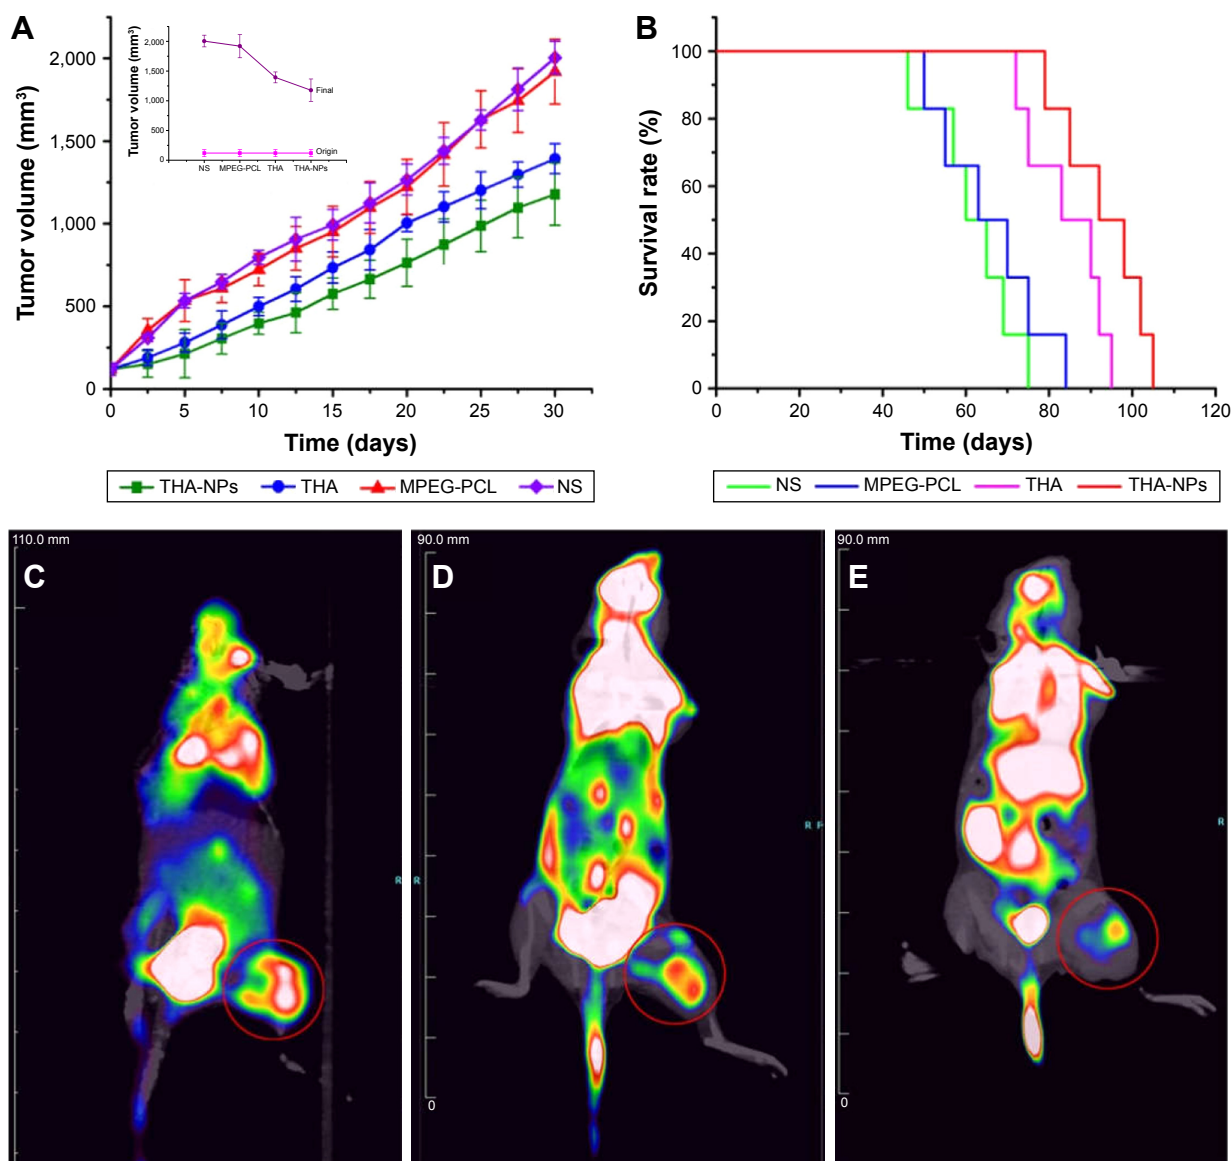 A
Tumor volume (mm³)
2,000
1,500
1,000
500
0
0 5 10 15 20 25 30
Time (days)
Tumor volume (mm³)
2,000
1,500
1,000
500
0
Final
Origin
NS MPEG-PCL THA THA-NPs
THA-NPs THA MPEG-PCL NS
B
Survival rate (%)
100
80
60
40
20
0
0 20 40 60 80 100 120
Time (days)
NS MPEG-PCL THA THA-NPs
110.0 mm
C
R
90.0 mm
D
R
R F
0
90.0 mm
E
R
0